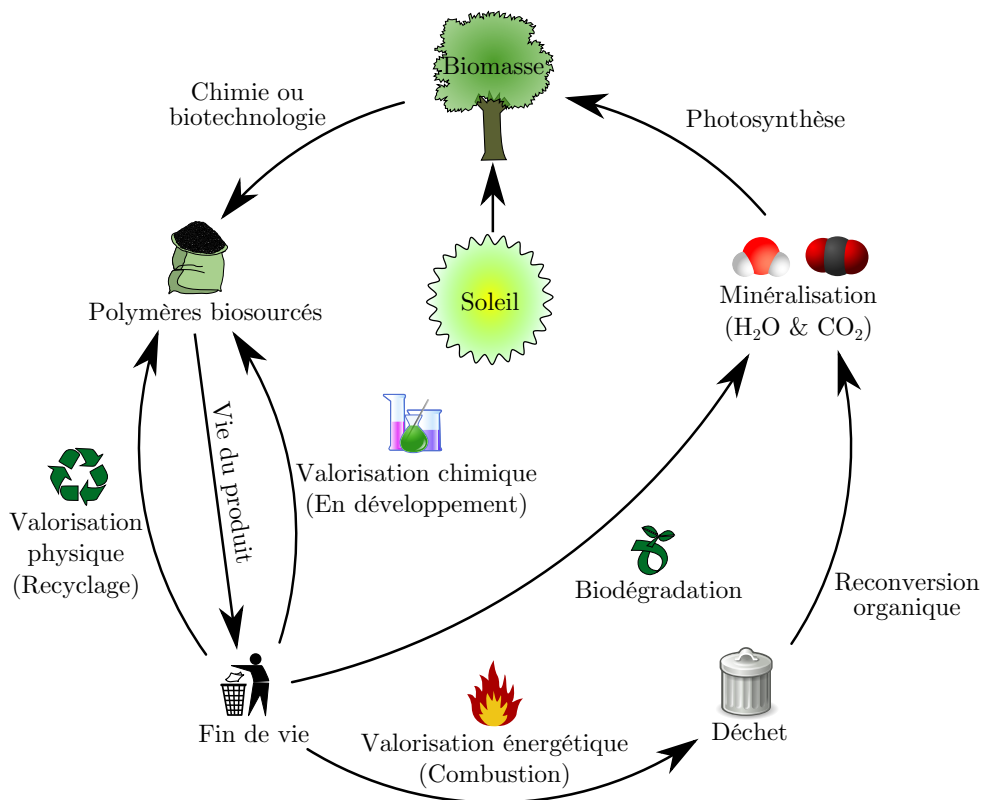 Biomasse
Chimie ou
biotechnologie
Photosynthèse
Soleil
Polymères biosourcés
Minéralisation
(H₂O & CO₂)
Vie du produit
Valorisation chimique
(En développement)
Valorisation
physique
(Recyclage)
Biodégradation
Reconversion
organique
Fin de vie
Valorisation énergétique
(Combustion)
Déchet